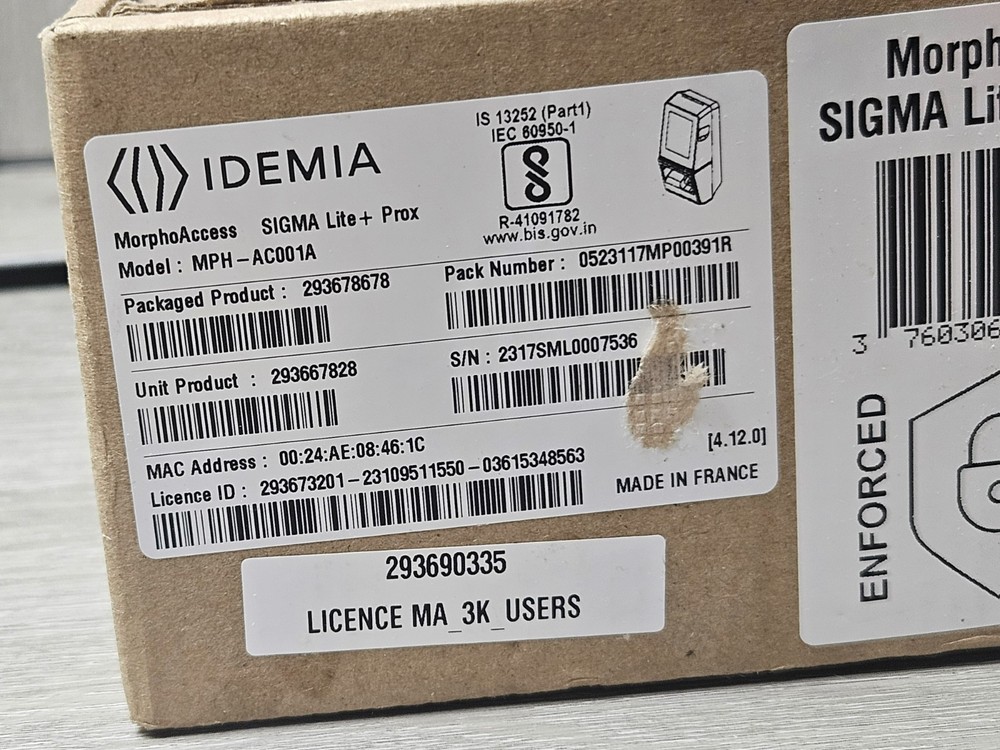 IDEMIA
MorphoAccess SIGMA Lite+ Prox
Model : MPH-AC001A
IS 13252 (Part1)
IEC 60950-1
R-41091782
www.bis.gov.in
Packaged Product : 293678678
Pack Number : 0523117MP00391R
Unit Product : 293667828
S/N : 2317SML0007536
MAC Address : 00:24:AE:08:46:1C
[4.12.0]
Licence ID : 293673201-23109511550-03615348563
MADE IN FRANCE
293690335
LICENCE MA_3K_USERS
Morph
SIGMA Lit
3 760306
ENFORCED